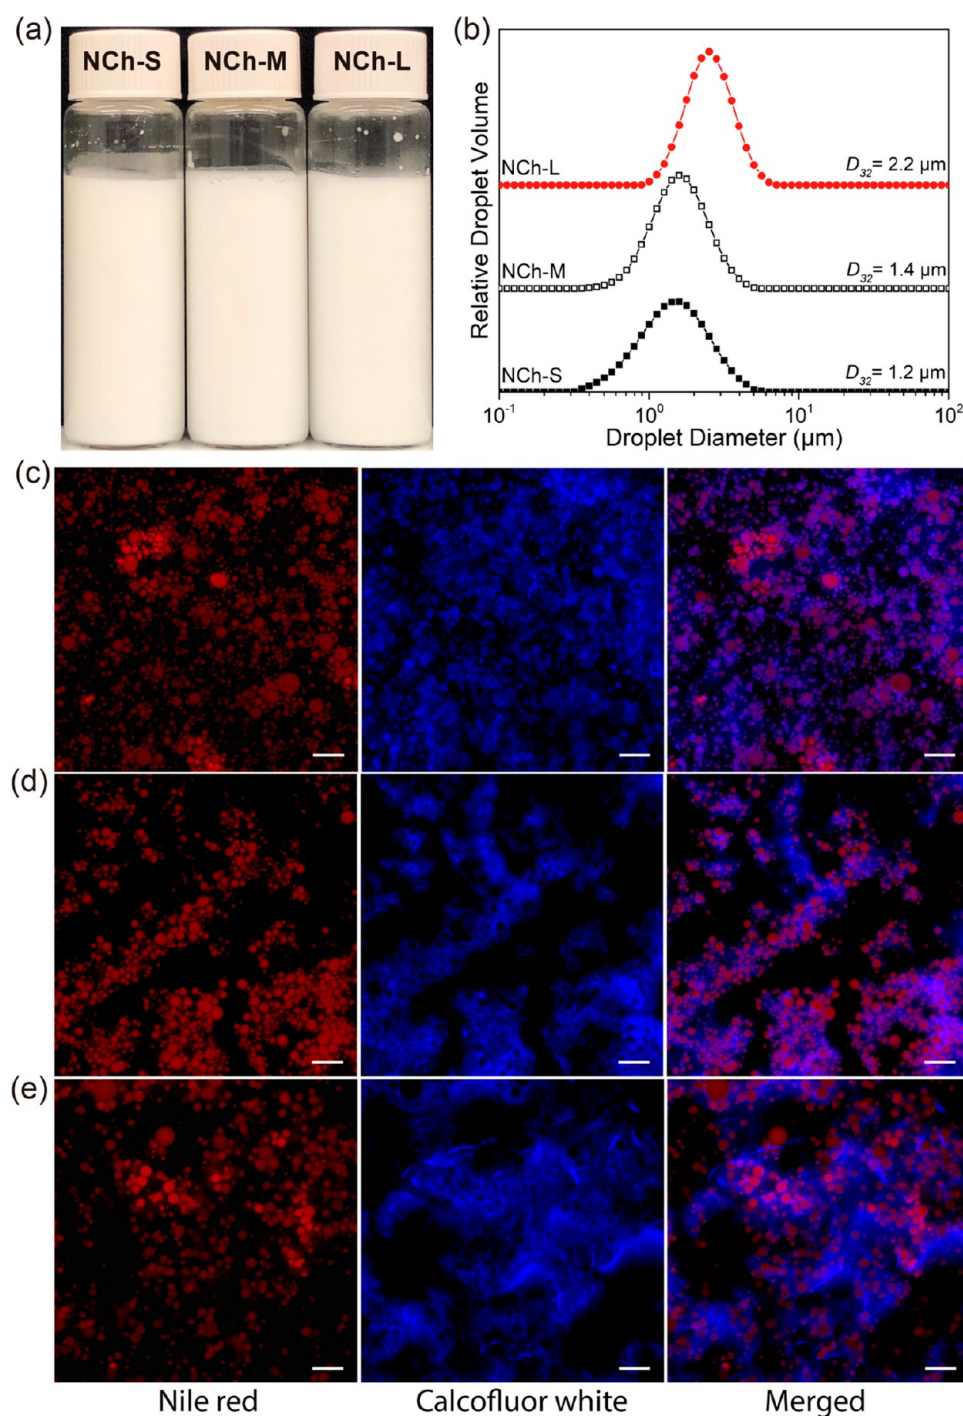 (a)
NCh-S NCh-M NCh-L
(b)
Relative Droplet Volume
NCh-L D32= 2.2 μm
NCh-M D32= 1.4 μm
NCh-S D32= 1.2 μm
10-1 100 101 102
Droplet Diameter (μm)
(c)
(d)
(e)
Nile red Calcofluor white Merged